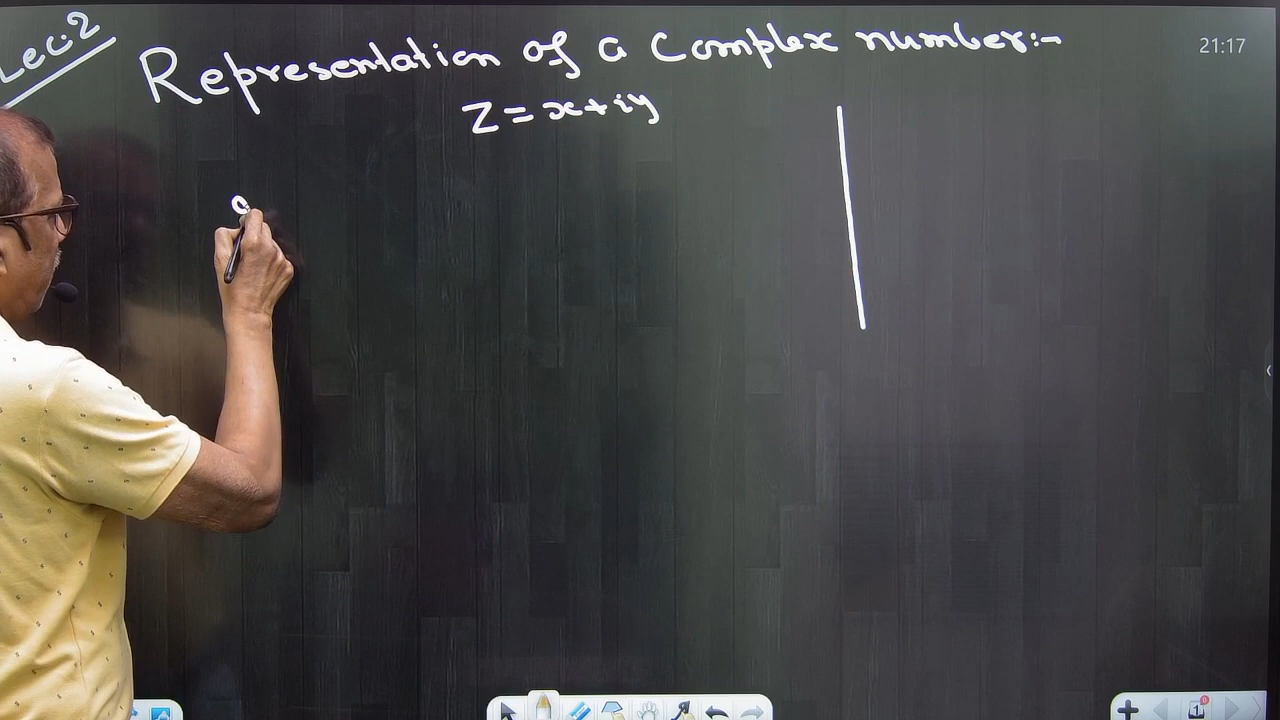 Lec:2
Representation of a Complex number:-
21:17
Z = x + iy